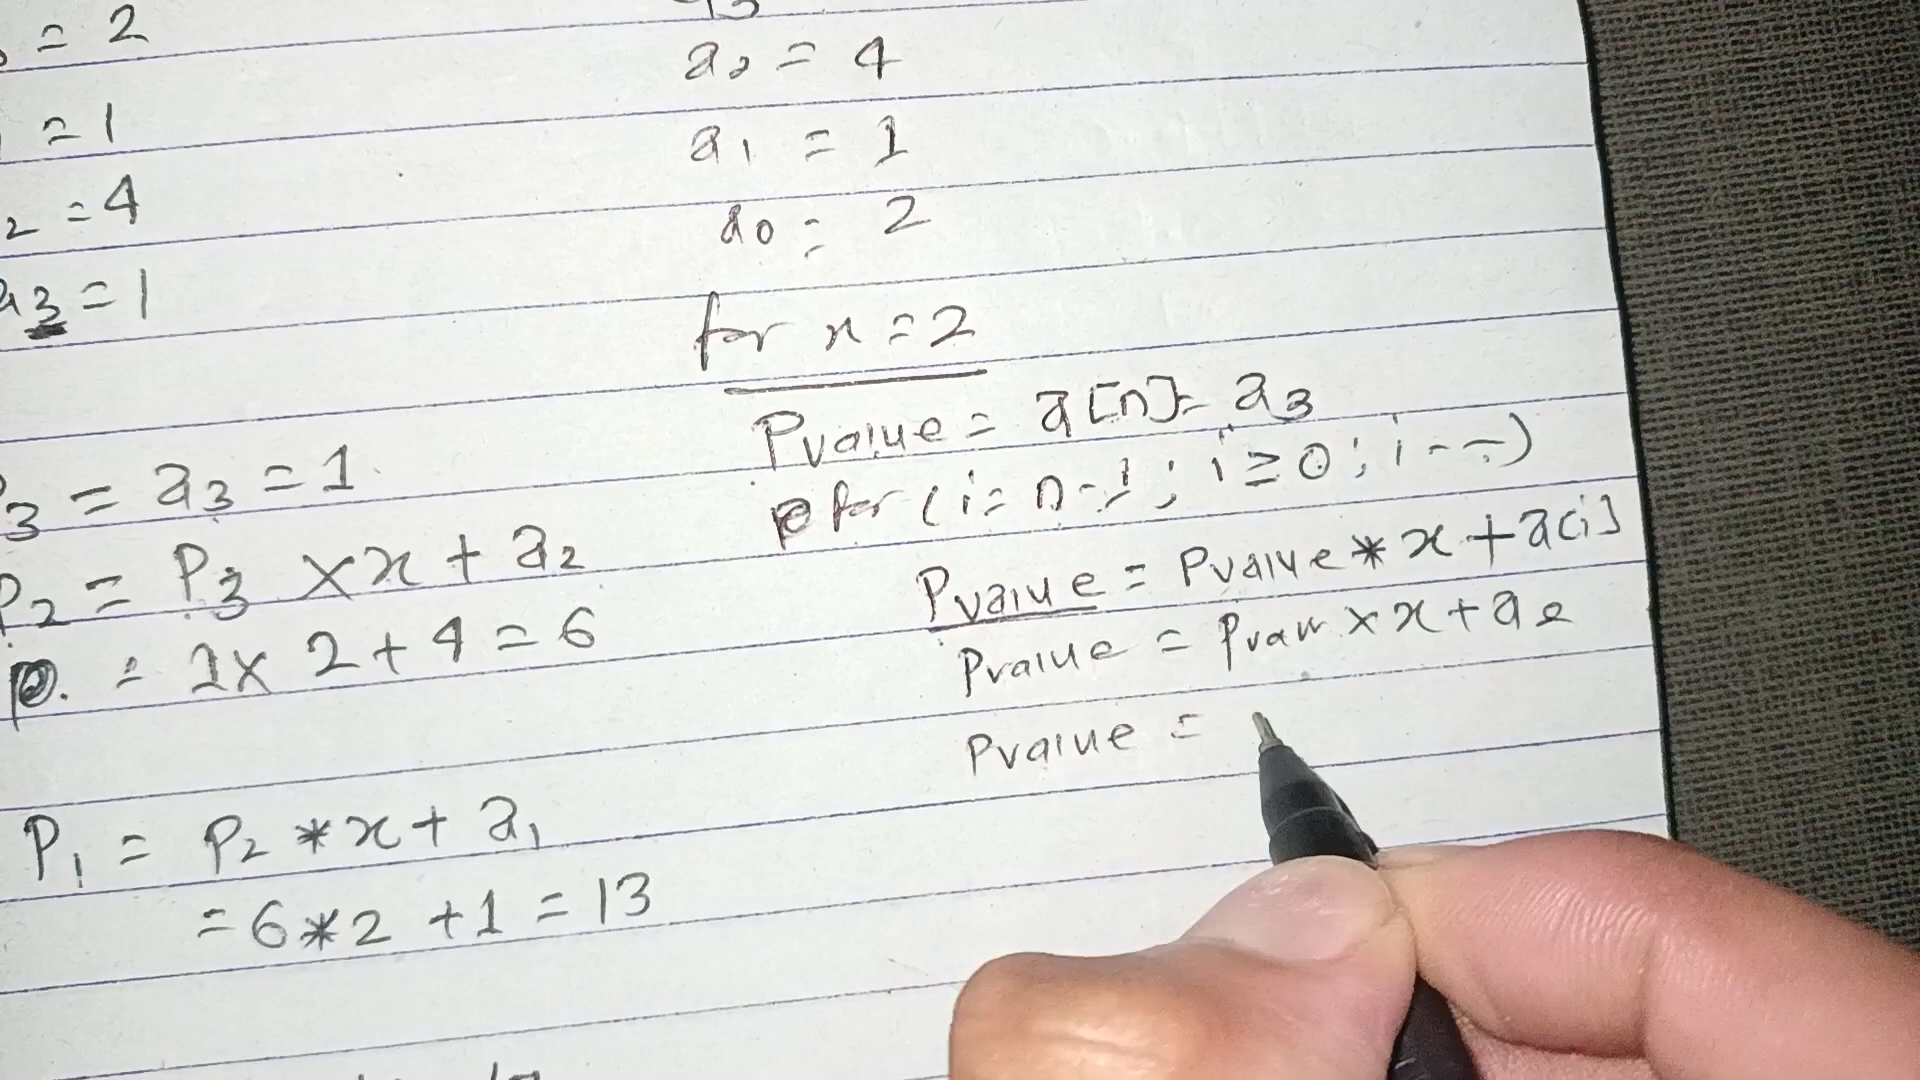 = 2
= 1
2 = 4
a3 = 1
P3 = a3 = 1
P2 = P3 × x + a2
= 1 × 2 + 4 = 6
P1 = P2 * x + a1
= 6 * 2 + 1 = 13
a2 = 4
a1 = 1
a0 = 2
for x = 2
Pvalue = a[n] = a3
for (i = n-1; i ≥ 0; i--)
Pvalue = Pvalue * x + a[i]
Pvalue = Pvalue × x + a2
Pvalue =